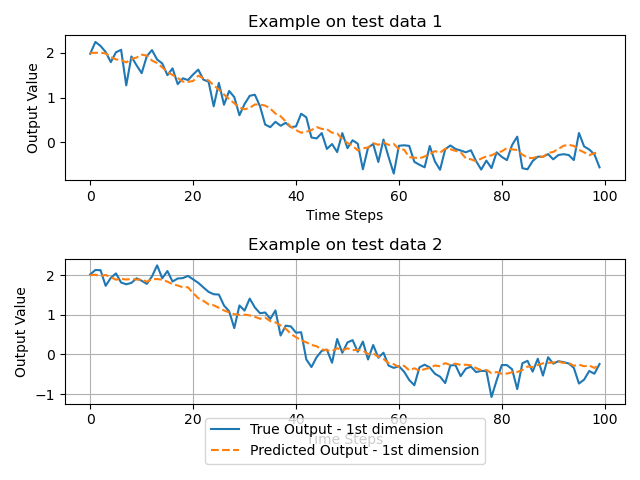 Example on test data 1
2
1
0
Output Value
0 20 40 60 80 100
Time Steps
Example on test data 2
2
1
0
−1
Output Value
0 20 40 60 80 100
Time Steps
True Output - 1st dimension
Predicted Output - 1st dimension